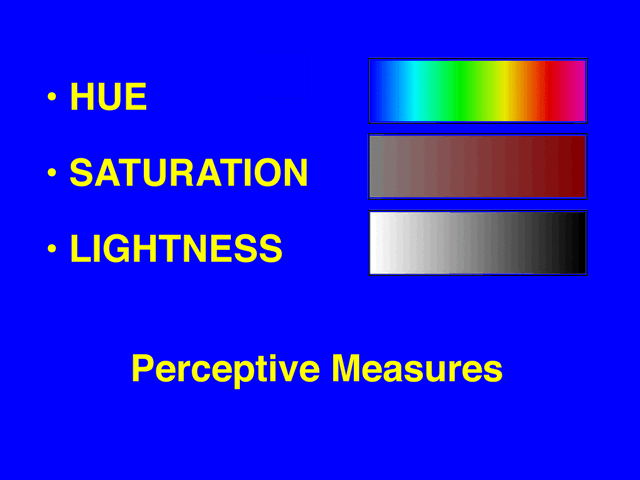 • HUE
• SATURATION
• LIGHTNESS
Perceptive Measures